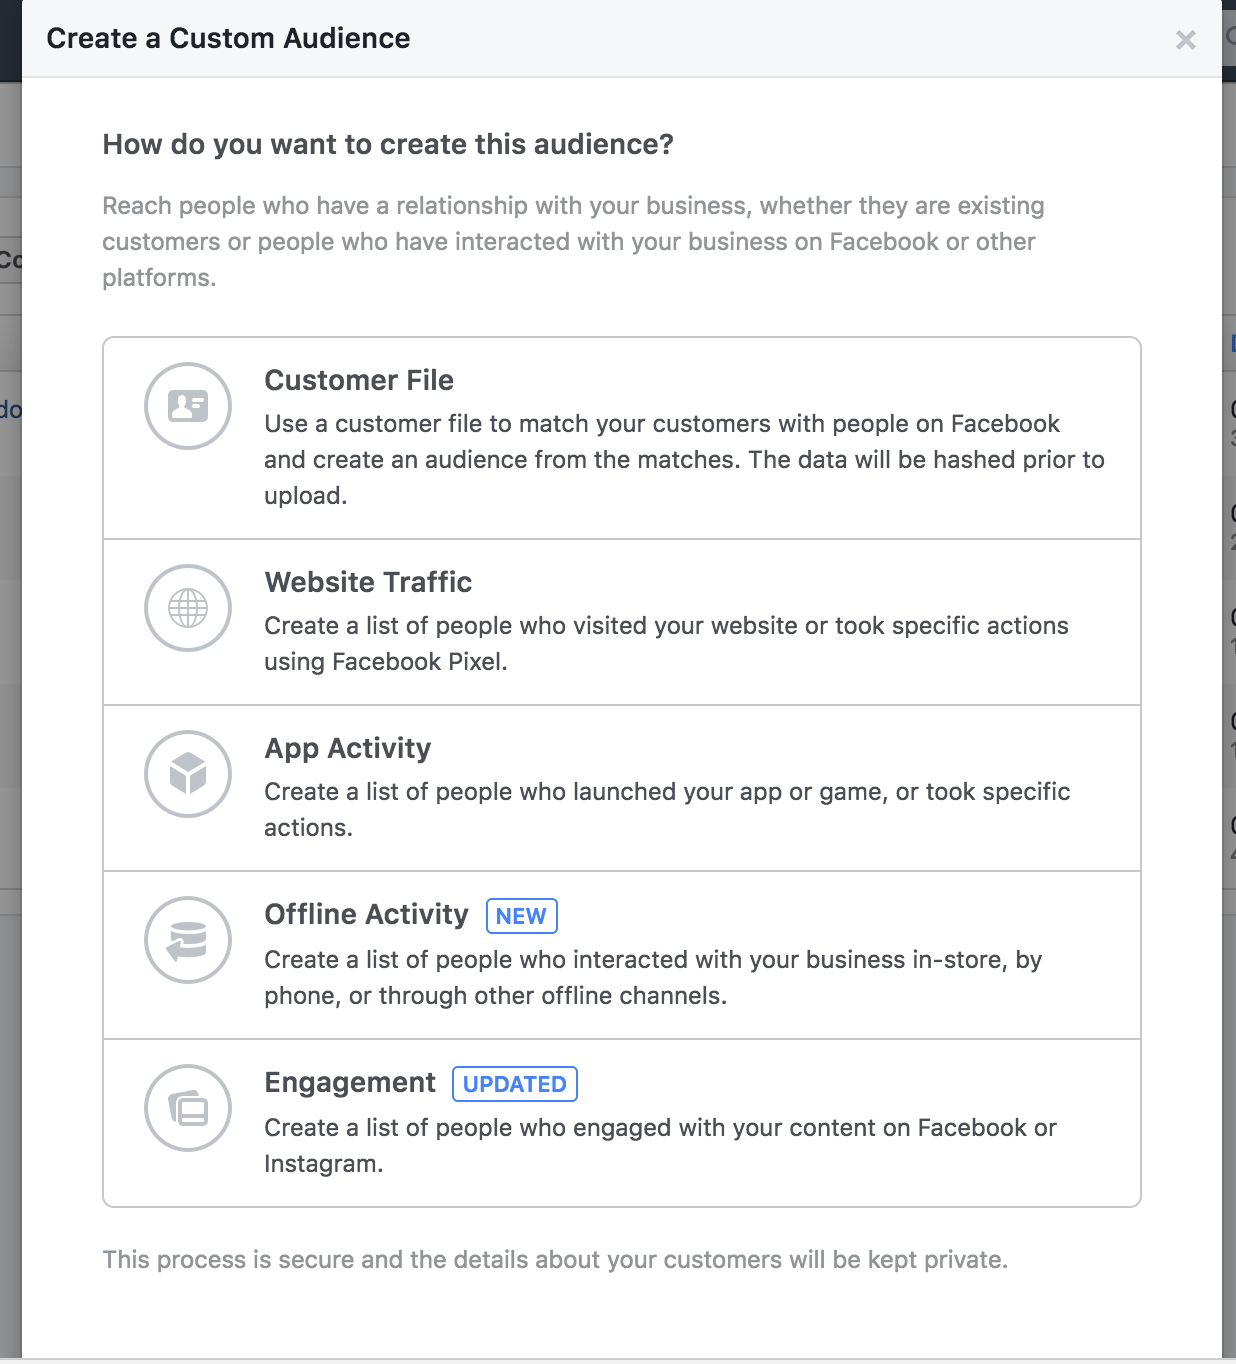 Create a Custom Audience
How do you want to create this audience?
Reach people who have a relationship with your business, whether they are existing
customers or people who have interacted with your business on Facebook or other
platforms.
Customer File
Use a customer file to match your customers with people on Facebook
and create an audience from the matches. The data will be hashed prior to
upload.
Website Traffic
Create a list of people who visited your website or took specific actions
using Facebook Pixel.
App Activity
Create a list of people who launched your app or game, or took specific
actions.
Offline Activity NEW
Create a list of people who interacted with your business in-store, by
phone, or through other offline channels.
Engagement UPDATED
Create a list of people who engaged with your content on Facebook or
Instagram.
This process is secure and the details about your customers will be kept private.